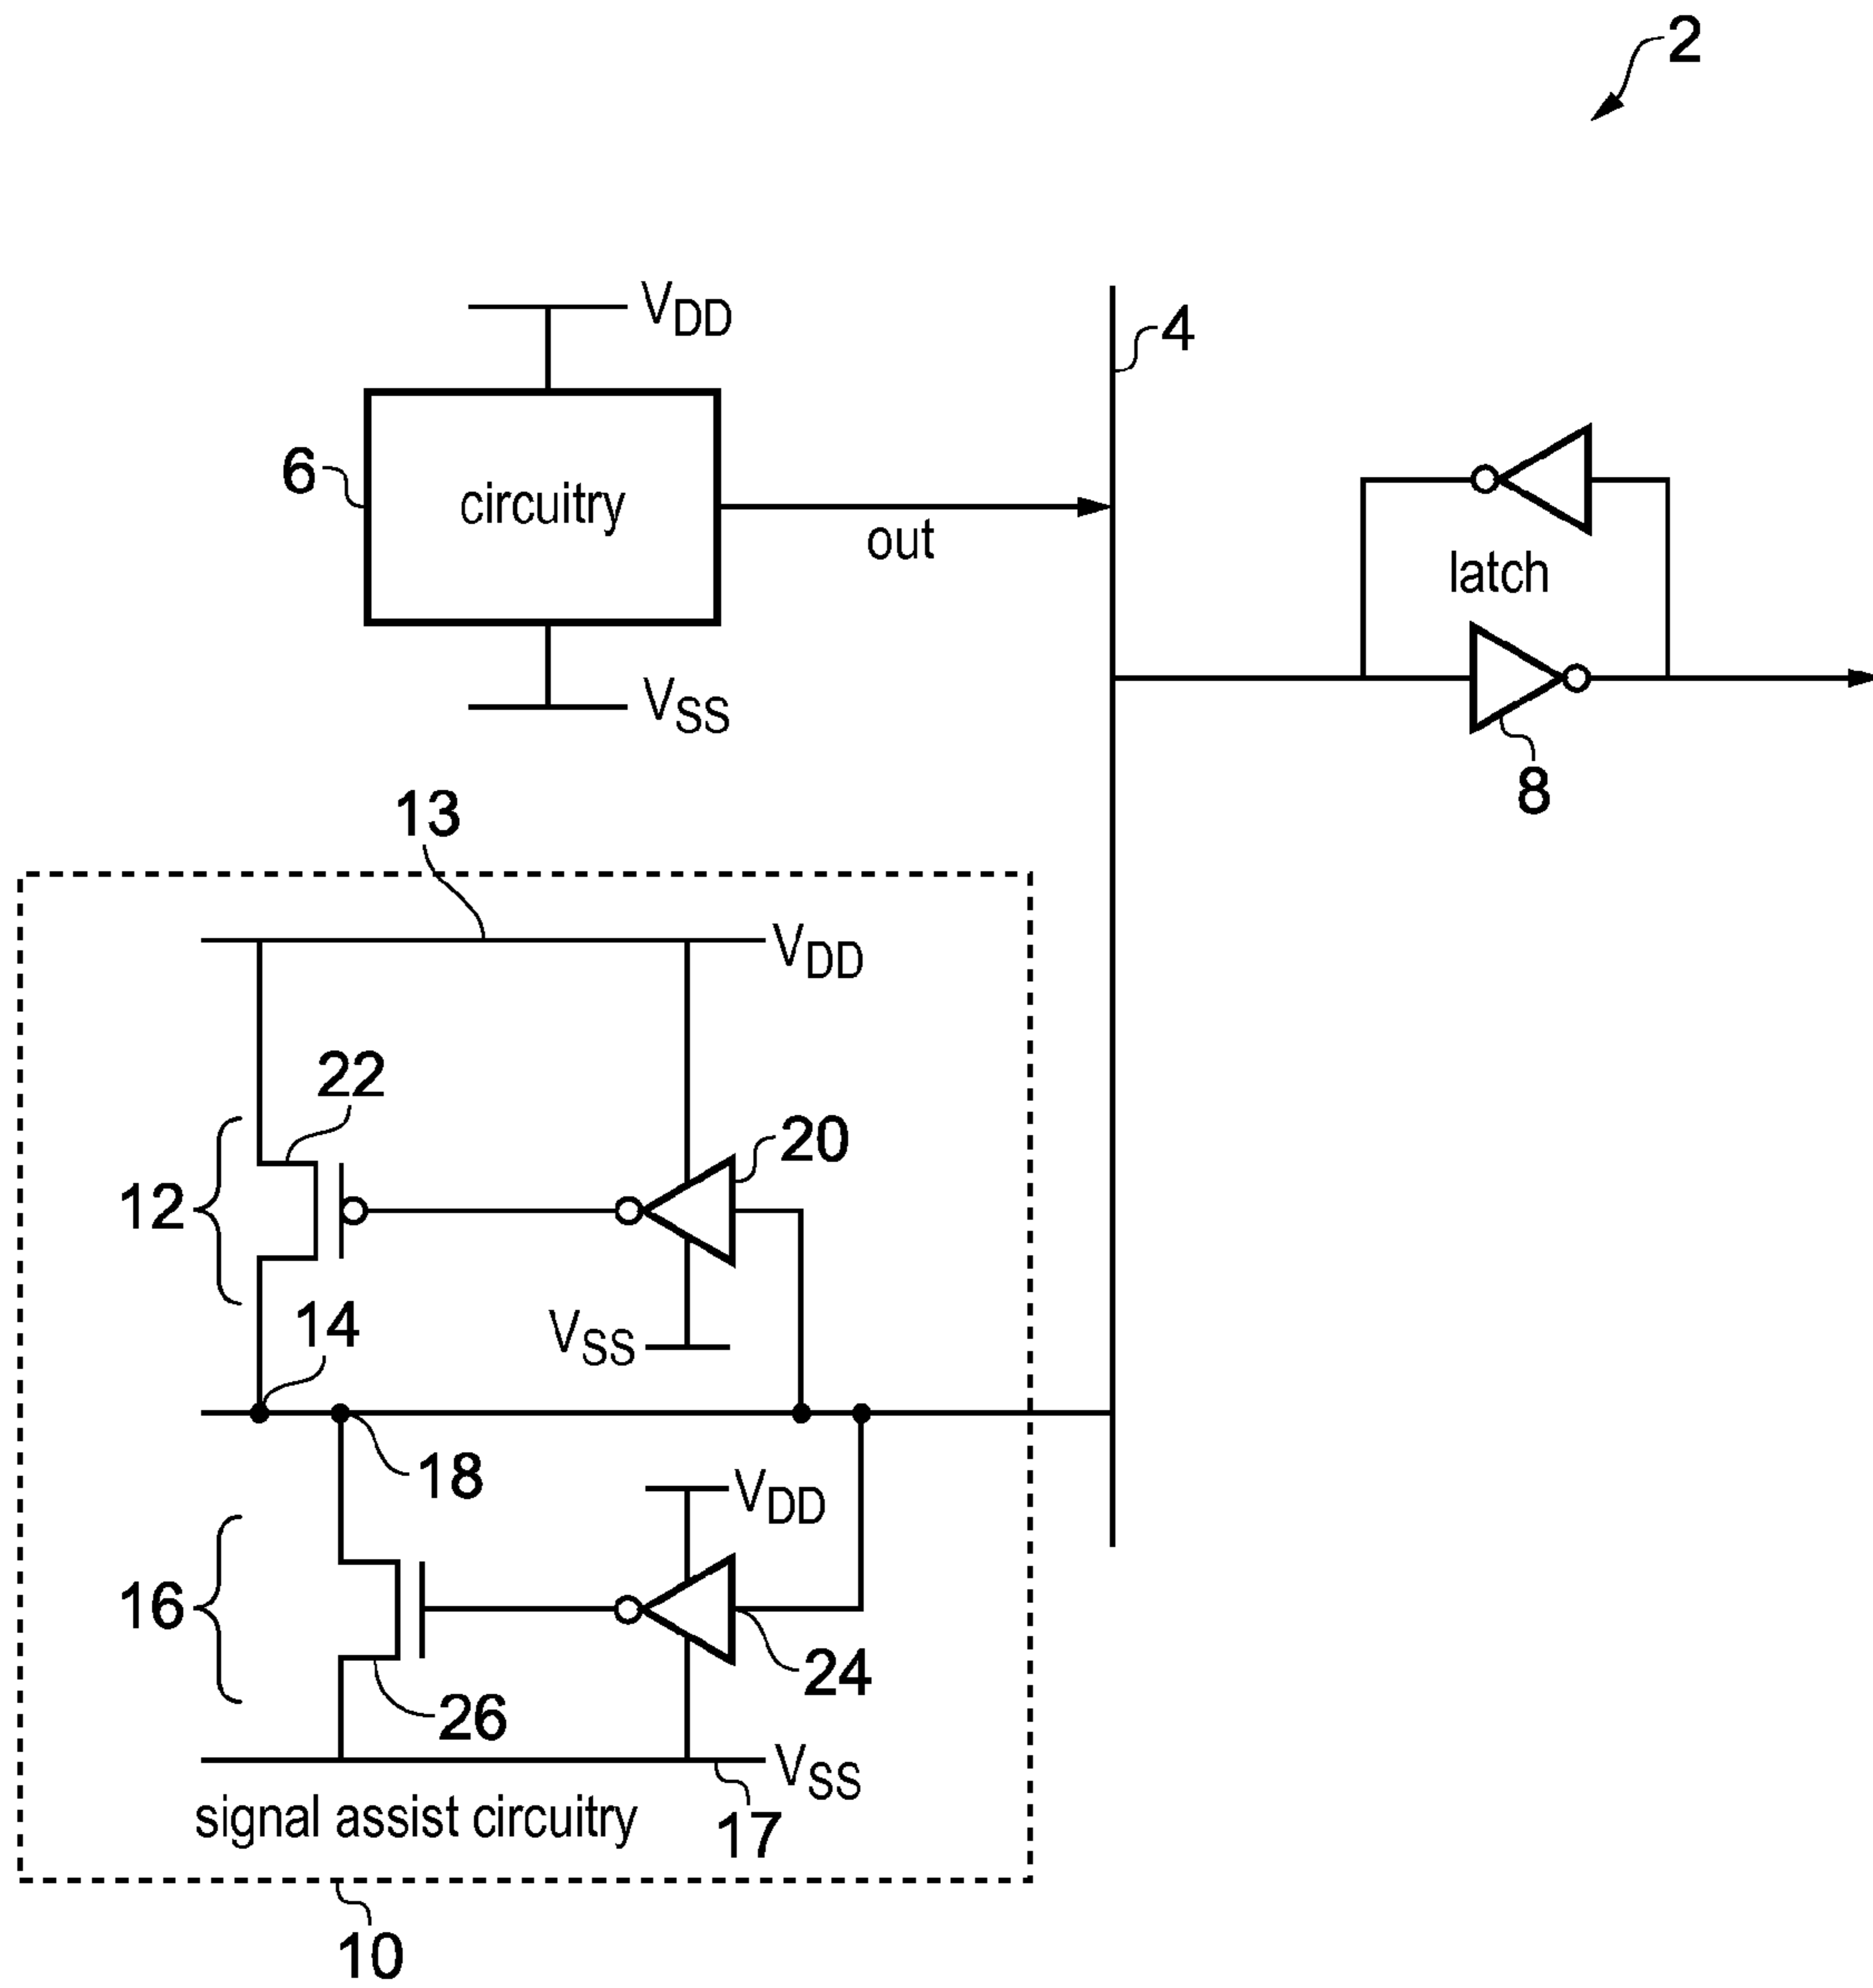 2
VDD
4
6
circuitry
out
latch
VSS
8
13
VDD
22
20
12
14
VSS
18
VDD
16
24
26
VSS
signal assist circuitry
17
10